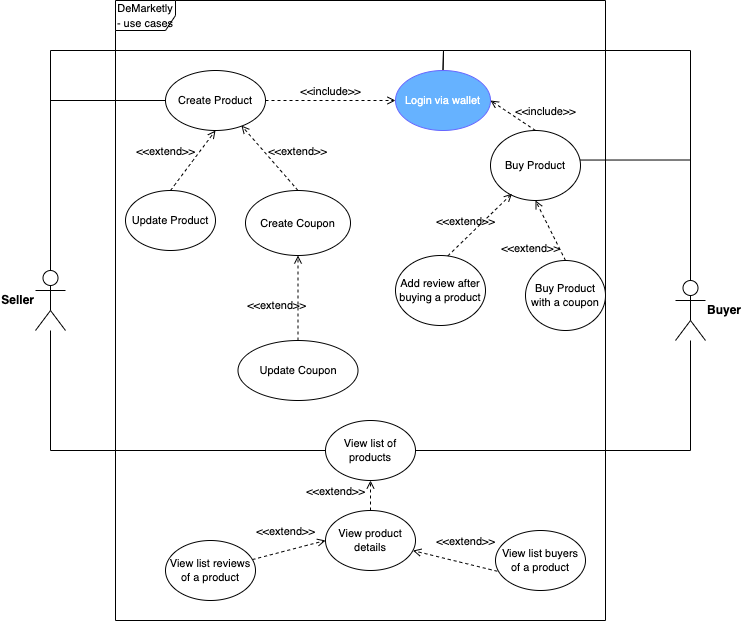 DeMarketly
- use cases
Create Product
<<include>>
Login via wallet
<<include>>
<<extend>>
<<extend>>
Buy Product
Update Product
Create Coupon
<<extend>>
<<extend>>
Add review after
buying a product
Buy Product
with a coupon
Seller
Buyer
<<extend>>
Update Coupon
View list of
products
<<extend>>
View product
details
<<extend>>
<<extend>>
View list reviews
of a product
View list buyers
of a product